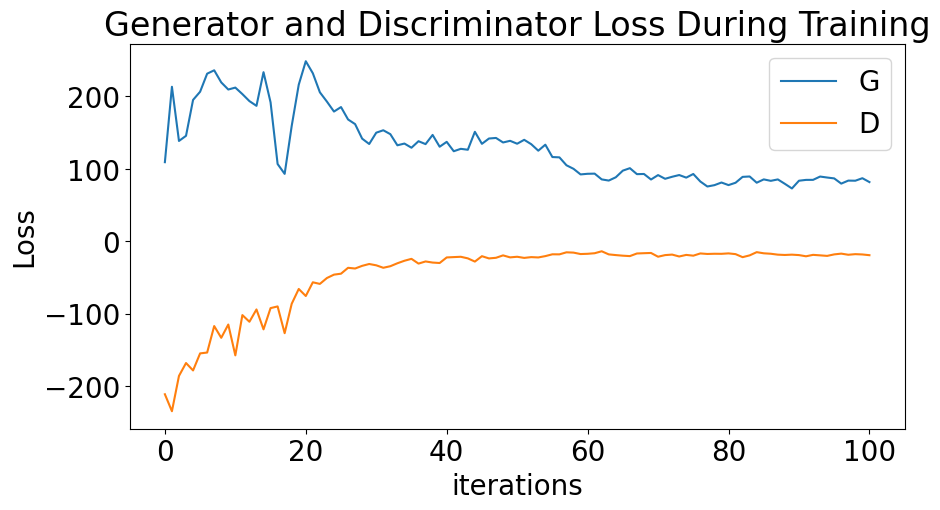 Generator and Discriminator Loss During Training
G
D
200
100
0
−100
−200
Loss
0 20 40 60 80 100
iterations